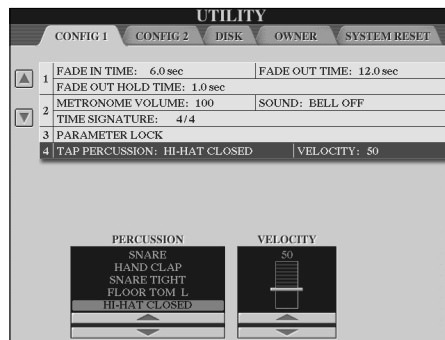 UTILITY
CONFIG 1 CONFIG 2 DISK OWNER SYSTEM RESET
1 FADE IN TIME: 6.0 sec FADE OUT TIME: 12.0 sec
FADE OUT HOLD TIME: 1.0 sec
2 METRONOME VOLUME: 100 SOUND: BELL OFF
TIME SIGNATURE: 4/4
3 PARAMETER LOCK
4 TAP PERCUSSION: HI-HAT CLOSED VELOCITY: 50
PERCUSSION VELOCITY
SNARE 50
HAND CLAP
SNARE TIGHT
FLOOR TOM L
HI-HAT CLOSED